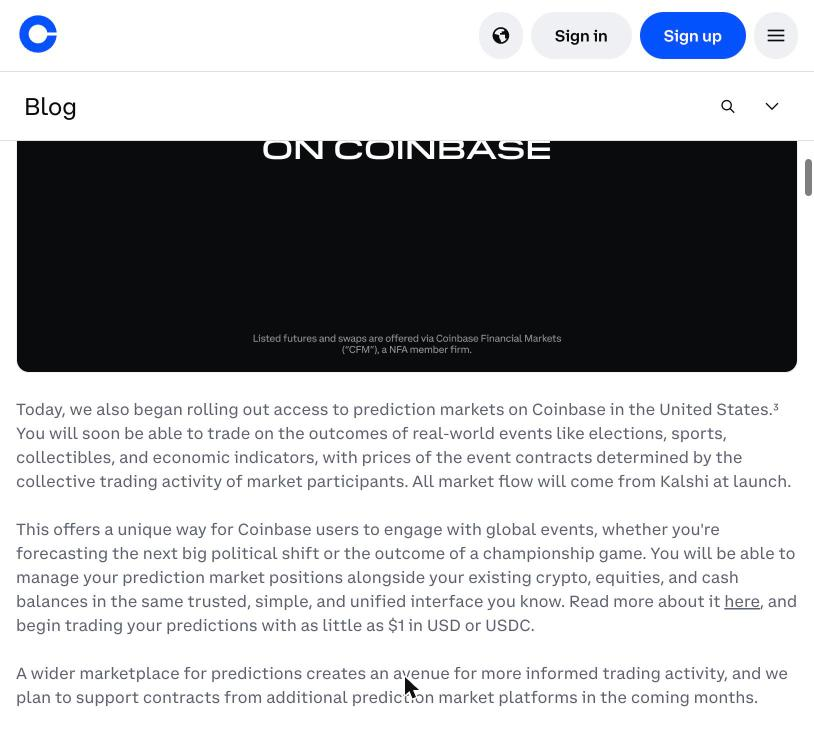 Sign in
Sign up
Blog
ON COINBASE
Listed futures and swaps are offered via Coinbase Financial Markets
("CFM"), a NFA member firm.
Today, we also began rolling out access to prediction markets on Coinbase in the United States.³
You will soon be able to trade on the outcomes of real-world events like elections, sports,
collectibles, and economic indicators, with prices of the event contracts determined by the
collective trading activity of market participants. All market flow will come from Kalshi at launch.
This offers a unique way for Coinbase users to engage with global events, whether you're
forecasting the next big political shift or the outcome of a championship game. You will be able to
manage your prediction market positions alongside your existing crypto, equities, and cash
balances in the same trusted, simple, and unified interface you know. Read more about it here, and
begin trading your predictions with as little as $1 in USD or USDC.
A wider marketplace for predictions creates an avenue for more informed trading activity, and we
plan to support contracts from additional prediction market platforms in the coming months.